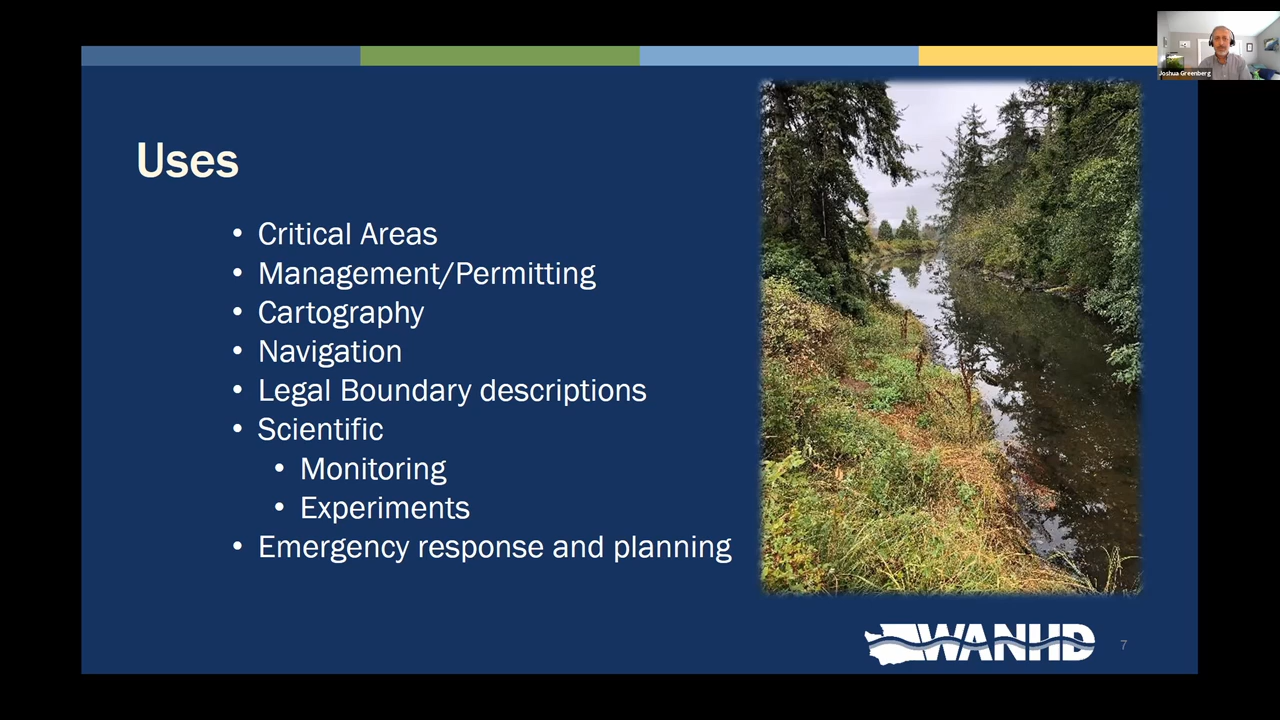 Joshua Greenberg
Uses
• Critical Areas
• Management/Permitting
• Cartography
• Navigation
• Legal Boundary descriptions
• Scientific
• Monitoring
• Experiments
• Emergency response and planning
WANHD
7